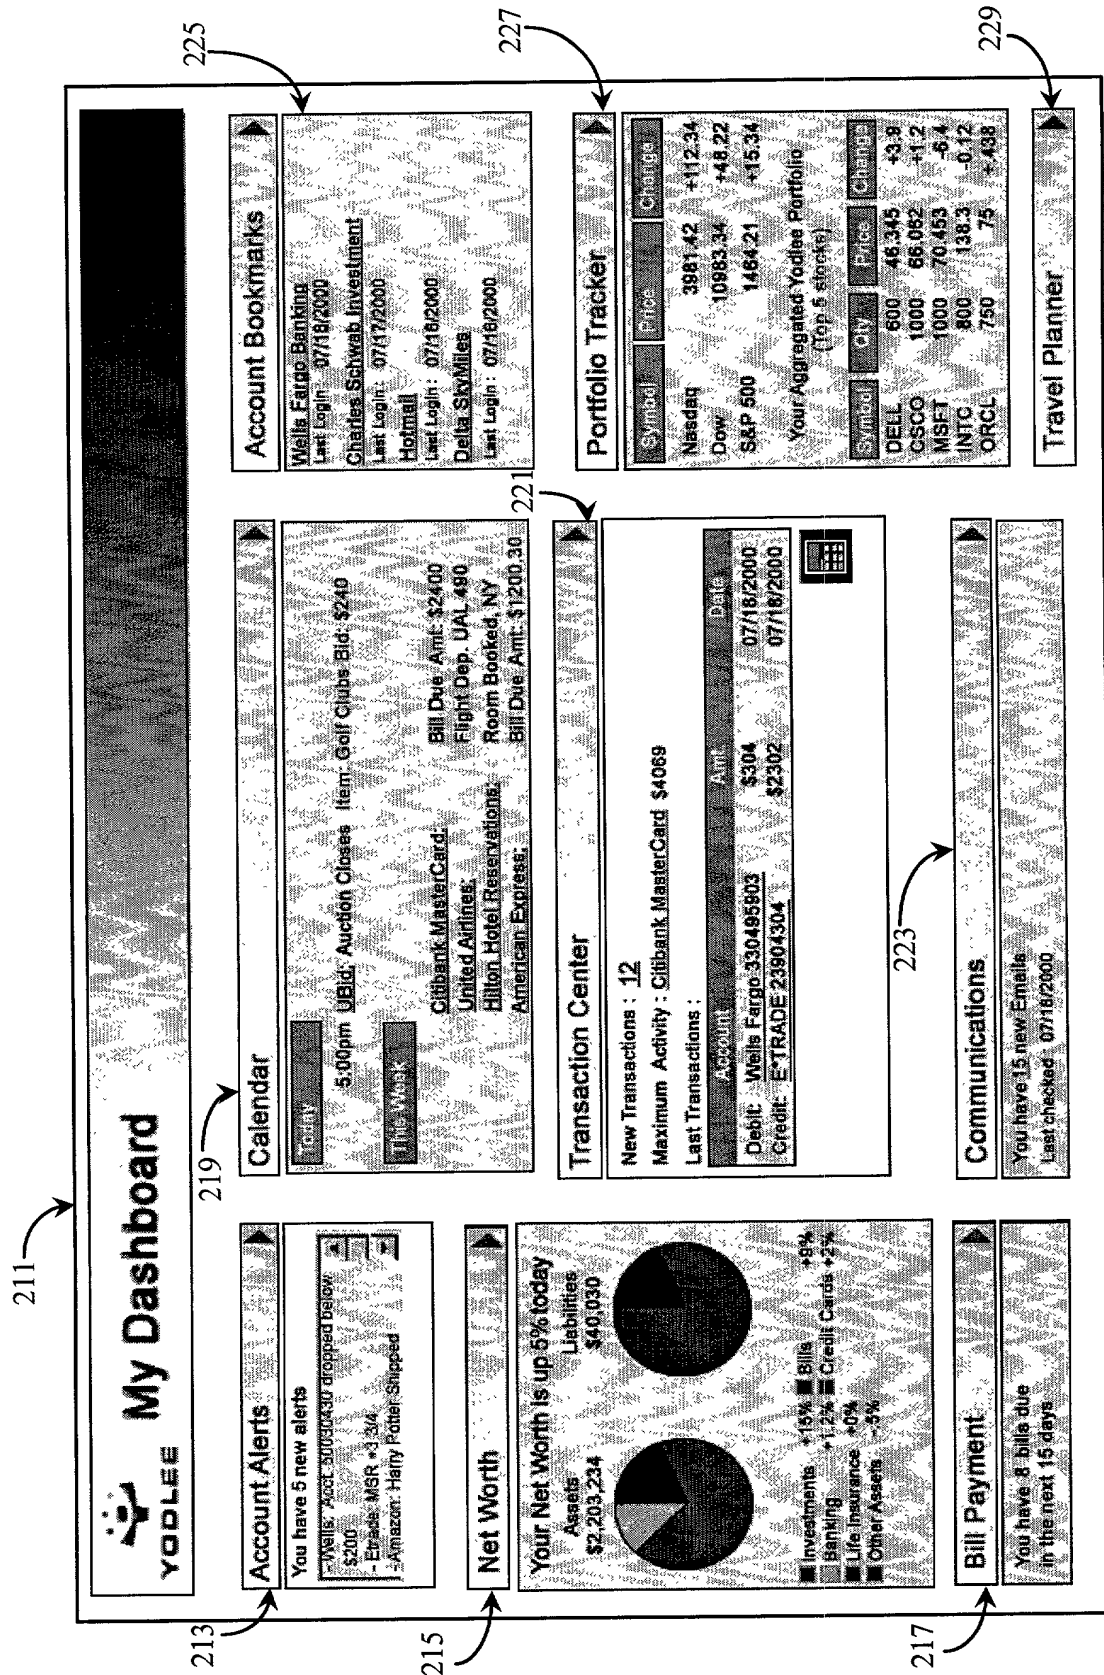 211
YODLEE
My Dashboard
213
Account Alerts
You have 5 new alerts
- Wells: Acct. 50030430 dropped below:
$200
- Etrade: MSR +3 3/4
- Amazon: Harry Potter Shipped
215
Net Worth
Your Net Worth is up 5% today
Assets Liabilities
$2,203,234 $40,030
Investments +15% Bills +9%
Banking +1.2% Credit Cards +2%
Life Insurance +0%
Other Assets -.5%
217
Bill Payment
You have 8 bills due
in the next 15 days
219
Calendar
Today
5:00pm UBid: Auction Closes Item: Golf Clubs Bid: $240
This Week
Citibank MasterCard: Bill Due Amt: $2400
United Airlines: Flight Dep. UAL 490
Hilton Hotel Reservations: Room Booked, NY
American Express: Bill Due Amt: $1200.30
221
Transaction Center
New Transactions : 12
Maximum Activity : Citibank MasterCard $4069
Last Transactions :
Account Amt Date
Debit: Wells Fargo 330495903 $304 07/18/2000
Credit: E*TRADE 23904304 $2302 07/18/2000
223
Communications
You have 15 new Emails
Last checked : 07/18/2000
225
Account Bookmarks
Wells Fargo Banking
Last Login : 07/18/2000
Charles Schwab Investment
Last Login : 07/17/2000
Hotmail
Last Login : 07/16/2000
Delta SkyMiles
Last Login : 07/16/2000
227
Portfolio Tracker
Symbol Price Change
Nasdaq 3981.42 +112.34
Dow 10983.34 +48.22
S&P 500 1464.21 +15.34
Your Aggregated Yodlee Portfolio
(Top 5 stocks)
Symbol Qty Price Change
DELL 600 46.345 +3.9
CSCO 1000 66.082 +1.2
MSFT 1000 70.453 -6.4
INTC 800 138.3 -0.12
ORCL 750 75 +.438
229
Travel Planner